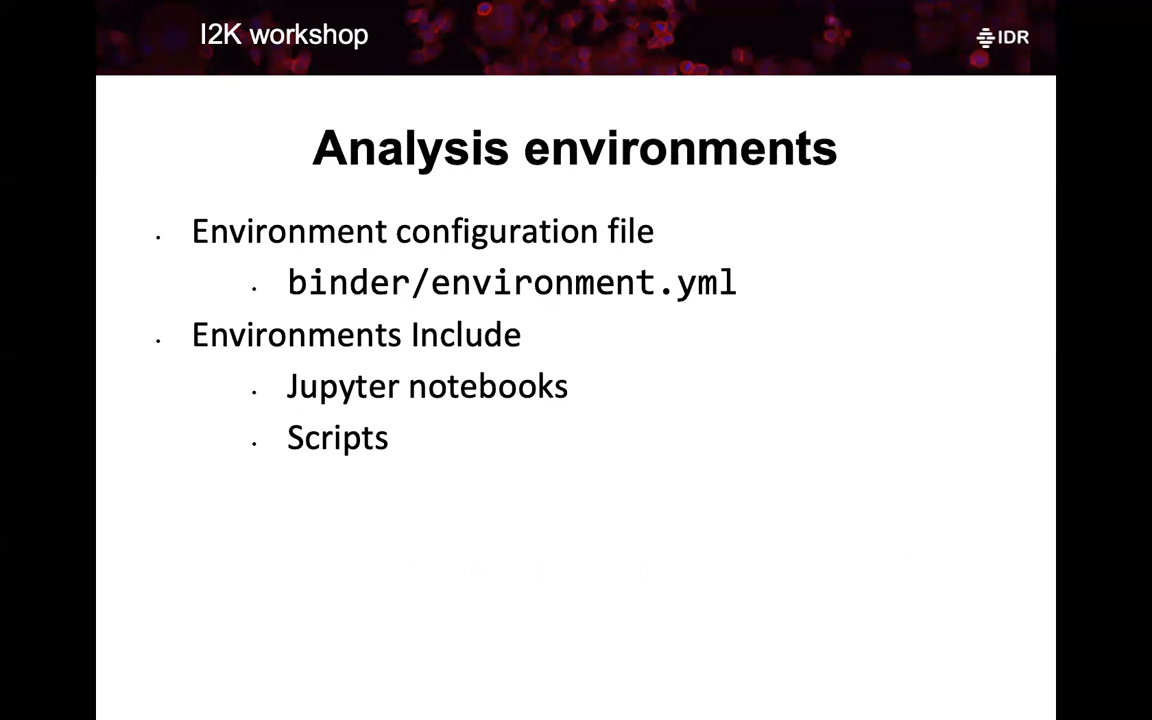 I2K workshop
IDR
Analysis environments
· Environment configuration file
· binder/environment.yml
· Environments Include
· Jupyter notebooks
· Scripts